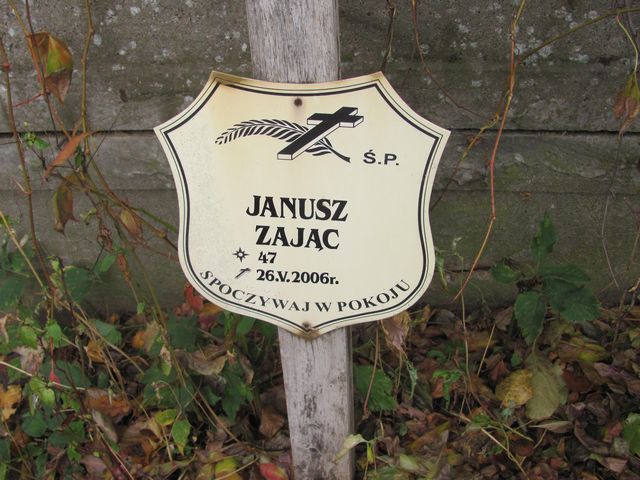 Ś.P.
JANUSZ
ZAJĄC
47
26.V.2006r.
SPOCZYWAJ W POKOJU